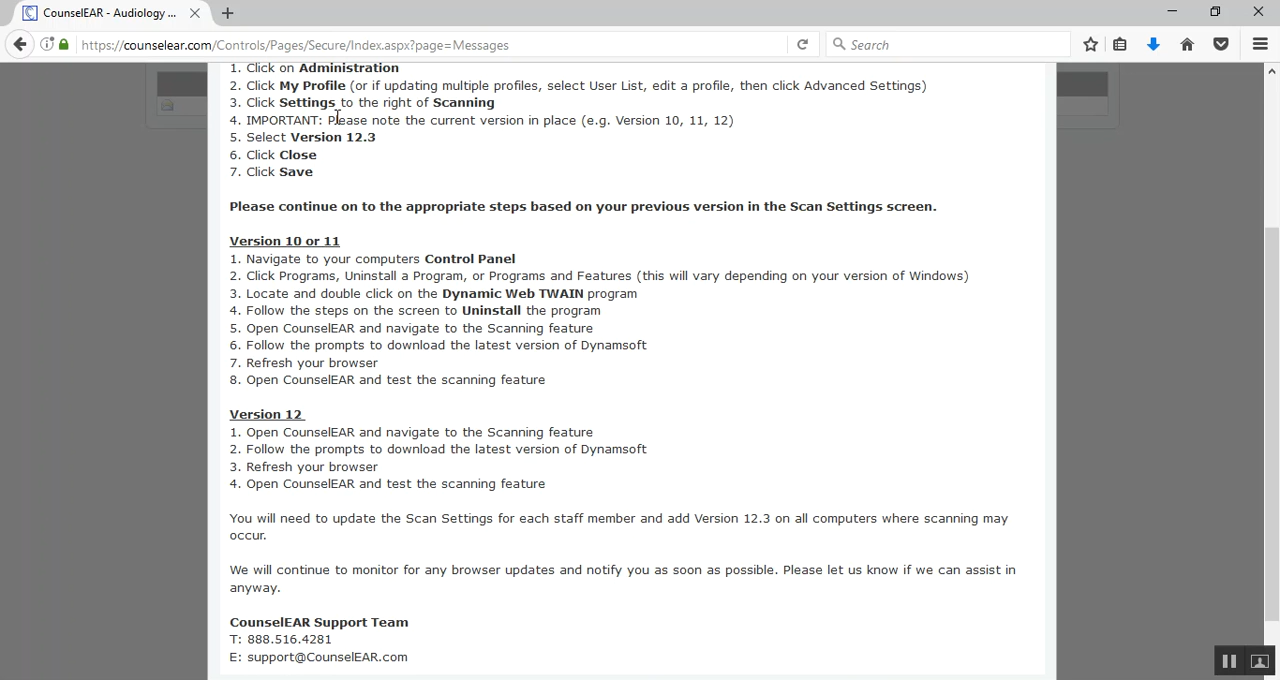 CounselEAR - Audiology ...
https://counselear.com/Controls/Pages/Secure/Index.aspx?page=Messages
Search
1. Click on Administration
2. Click My Profile (or if updating multiple profiles, select User List, edit a profile, then click Advanced Settings)
3. Click Settings to the right of Scanning
4. IMPORTANT: Please note the current version in place (e.g. Version 10, 11, 12)
5. Select Version 12.3
6. Click Close
7. Click Save
Please continue on to the appropriate steps based on your previous version in the Scan Settings screen.
Version 10 or 11
1. Navigate to your computers Control Panel
2. Click Programs, Uninstall a Program, or Programs and Features (this will vary depending on your version of Windows)
3. Locate and double click on the Dynamic Web TWAIN program
4. Follow the steps on the screen to Uninstall the program
5. Open CounselEAR and navigate to the Scanning feature
6. Follow the prompts to download the latest version of Dynamsoft
7. Refresh your browser
8. Open CounselEAR and test the scanning feature
Version 12
1. Open CounselEAR and navigate to the Scanning feature
2. Follow the prompts to download the latest version of Dynamsoft
3. Refresh your browser
4. Open CounselEAR and test the scanning feature
You will need to update the Scan Settings for each staff member and add Version 12.3 on all computers where scanning may
occur.
We will continue to monitor for any browser updates and notify you as soon as possible. Please let us know if we can assist in
anyway.
CounselEAR Support Team
T: 888.516.4281
E: support@CounselEAR.com